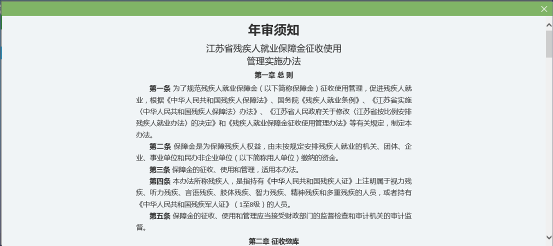 年审须知
江苏省残疾人就业保障金征收使用
管理实施办法
第一章 总 则
第一条 为了规范残疾人就业保障金（以下简称保障金）征收使用管理，促进残疾人就
业，根据《中华人民共和国残疾人保障法》、国务院《残疾人就业条例》、《江苏省实施
〈中华人民共和国残疾人保障法〉办法》、《江苏省人民政府关于修改〈江苏省按比例安排
残疾人就业办法〉的决定》和《残疾人就业保障金征收使用管理办法》等有关规定，制定本
办法。
第二条 保障金是为保障残疾人权益，由未按规定安排残疾人就业的机关、团体、企
业、事业单位和民办非企业单位（以下简称用人单位）缴纳的资金。
第三条 保障金的征收、使用和管理，适用本办法。
第四条 本办法所称残疾人，是指持有《中华人民共和国残疾人证》上注明属于视力残
疾、听力残疾、言语残疾、肢体残疾、智力残疾、精神残疾和多重残疾的人员，或者持有
《中华人民共和国残疾军人证》（1至8级）的人员。
第五条 保障金的征收、使用和管理应当接受财政部门的监督检查和审计机关的审计监
督。
第二章 征收缴库